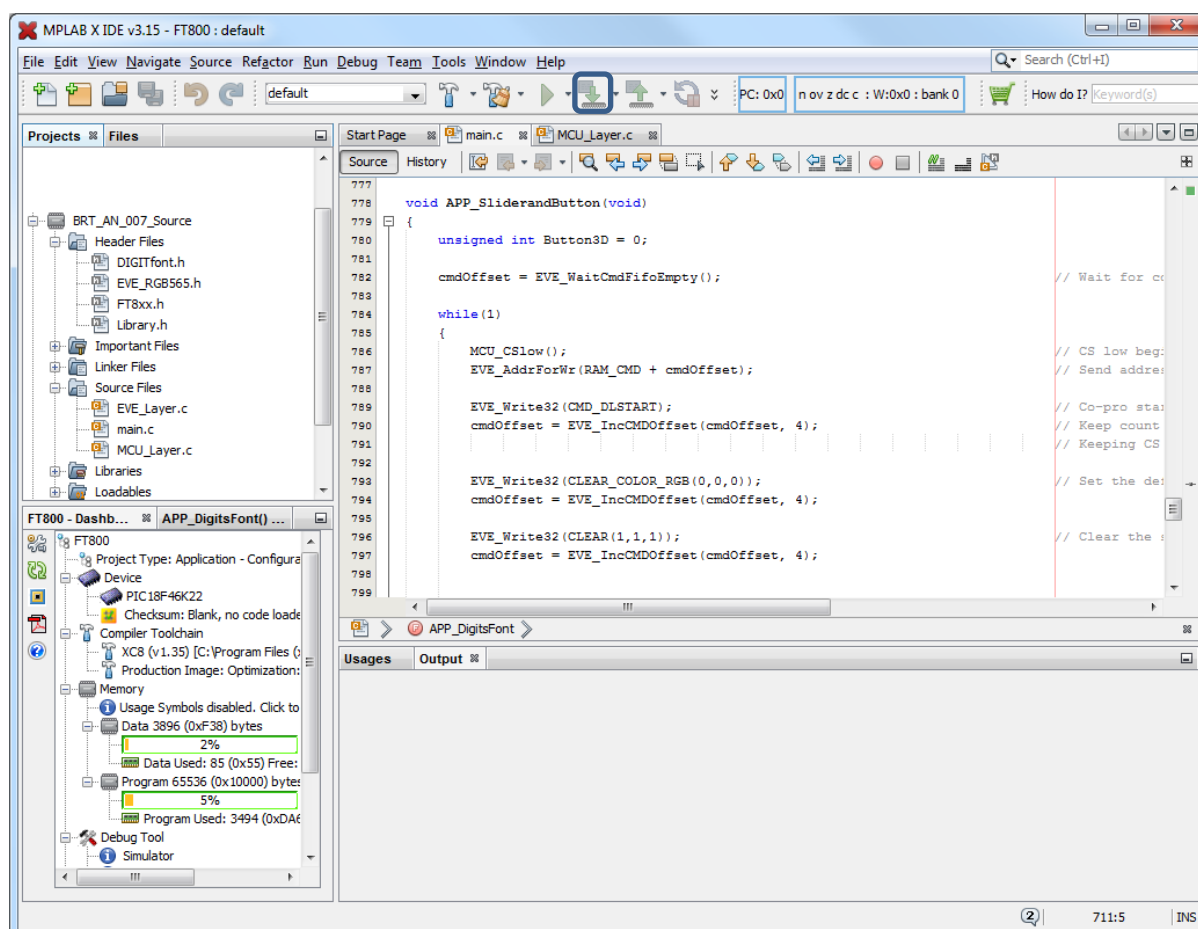 MPLAB X IDE v3.15 - FT800 : default
File Edit View Navigate Source Refactor Run Debug Team Tools Window Help
Search (Ctrl+I)
default
PC: 0x0
n ov z dc c : W:0x0 : bank 0
How do I? Keyword(s)
Projects
Files
BRT_AN_007_Source
Header Files
DIGITfont.h
EVE_RGB565.h
FT8xx.h
Library.h
Important Files
Linker Files
Source Files
EVE_Layer.c
main.c
MCU_Layer.c
Libraries
Loadables
FT800 - Dashb...
APP_DigitsFont() ...
FT800
Project Type: Application - Configura
Device
PIC18F46K22
Checksum: Blank, no code loade
Compiler Toolchain
XC8 (v1.35) [C:\Program Files (
Production Image: Optimization:
Memory
Usage Symbols disabled. Click to
Data 3896 (0xF38) bytes
2%
Data Used: 85 (0x55) Free:
Program 65536 (0x10000) bytes
5%
Program Used: 3494 (0xDA6
Debug Tool
Simulator
Start Page
main.c
MCU_Layer.c
Source
History
777
778 void APP_SliderandButton(void)
779 {
780 unsigned int Button3D = 0;
781
782 cmdOffset = EVE_WaitCmdFifoEmpty(); // Wait for co
783
784 while(1)
785 {
786 MCU_CSlow(); // CS low begi
787 EVE_AddrForWr(RAM_CMD + cmdOffset); // Send addres
788
789 EVE_Write32(CMD_DLSTART); // Co-pro star
790 cmdOffset = EVE_IncCMDOffset(cmdOffset, 4); // Keep count
791 // Keeping CS
792
793 EVE_Write32(CLEAR_COLOR_RGB(0,0,0)); // Set the de
794 cmdOffset = EVE_IncCMDOffset(cmdOffset, 4);
795
796 EVE_Write32(CLEAR(1,1,1)); // Clear the s
797 cmdOffset = EVE_IncCMDOffset(cmdOffset, 4);
798
799
APP_DigitsFont
Usages
Output
2
711:5
INS